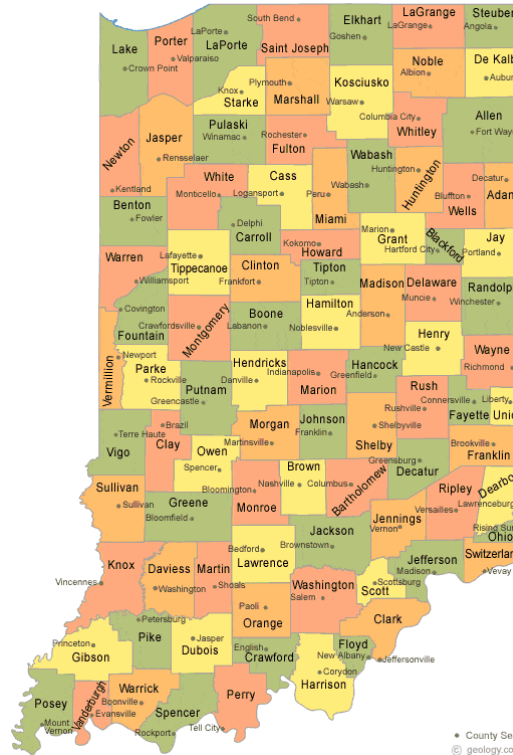 LaPorte
South Bend
Elkhart
LaGrange
LaGrange
Steuben
Angola
Goshen
Lake
Porter
LaPorte
Saint Joseph
Valparaiso
Crown Point
Noble
Albion
De Kalb
Auburn
Knox
Starke
Plymouth
Marshall
Kosciusko
Warsaw
Columbia City
Whitley
Allen
Fort Wayne
Newton
Kentland
Jasper
Rensselaer
Pulaski
Winamac
Rochester
Fulton
Wabash
Wabash
Huntington
Huntington
Decatur
Adams
White
Monticello
Cass
Logansport
Paru
Miami
Bluffton
Wells
Benton
Fowler
Delphi
Carroll
Marion
Grant
Hartford City
Blackford
Jay
Portland
Kokomo
Howard
Warren
Williamsport
Lafayette
Tippecanoe
Clinton
Frankfort
Tipton
Tipton
Madison
Anderson
Delaware
Muncie
Randolph
Winchester
Covington
Fountain
Crawfordsville
Montgomery
Boone
Labanon
Hamilton
Noblesville
Henry
New Castle
Wayne
Richmond
Vermillion
Newport
Parke
Rockville
Hendricks
Danville
Indianapolis
Marion
Hancock
Greenfield
Putnam
Greencastle
Rush
Rushville
Connersville
Fayette
Liberty
Union
Terre Haute
Vigo
Brazil
Clay
Owen
Spencer
Morgan
Martinsville
Johnson
Franklin
Shelbyville
Shelby
Brookville
Franklin
Greensburg
Decatur
Sullivan
Sullivan
Bloomington
Monroe
Brown
Nashville
Columbus
Bartholomew
Dearborn
Lawrenceburg
Ripley
Versailles
Greene
Bloomfield
Jackson
Brownstown
Jennings
Vernon
Rising Sun
Ohio
Bedford
Lawrence
Jefferson
Madison
Switzerland
Vevay
Knox
Vincennes
Daviess
Washington
Martin
Shoals
Washington
Salem
Scottsburg
Scott
Paoli
Orange
Clark
Petersburg
Pike
Princeton
Gibson
Jasper
Dubois
English
Crawford
Floyd
New Albany
Jeffersonville
Corydon
Harrison
Posey
Mount
Vernon
Vanderburgh
Evansville
Warrick
Boonville
Spencer
Rockport
Perry
Tell City
County Se
© geology.com